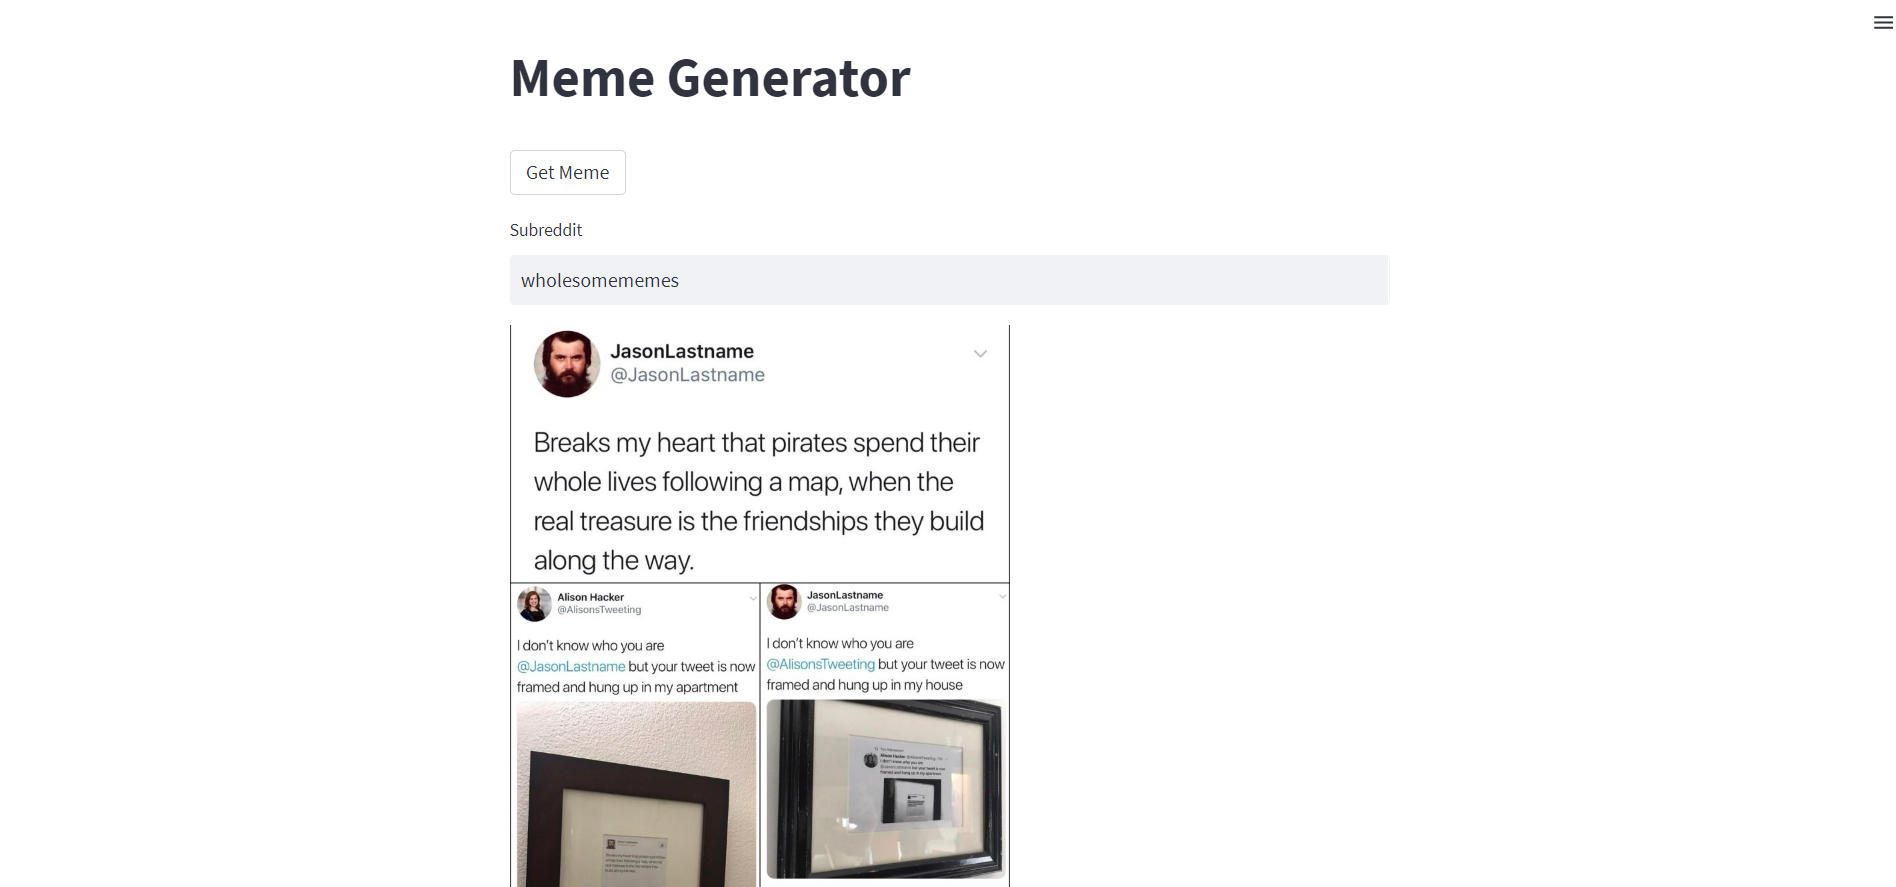 Meme Generator
Get Meme
Subreddit
wholesomememes
JasonLastname
@JasonLastname
Breaks my heart that pirates spend their
whole lives following a map, when the
real treasure is the friendships they build
along the way.
Alison Hacker
@AlisonsTweeting
I don't know who you are
@JasonLastname but your tweet is now
framed and hung up in my apartment
JasonLastname
@JasonLastname
I don't know who you are
@AlisonsTweeting but your tweet is now
framed and hung up in my house